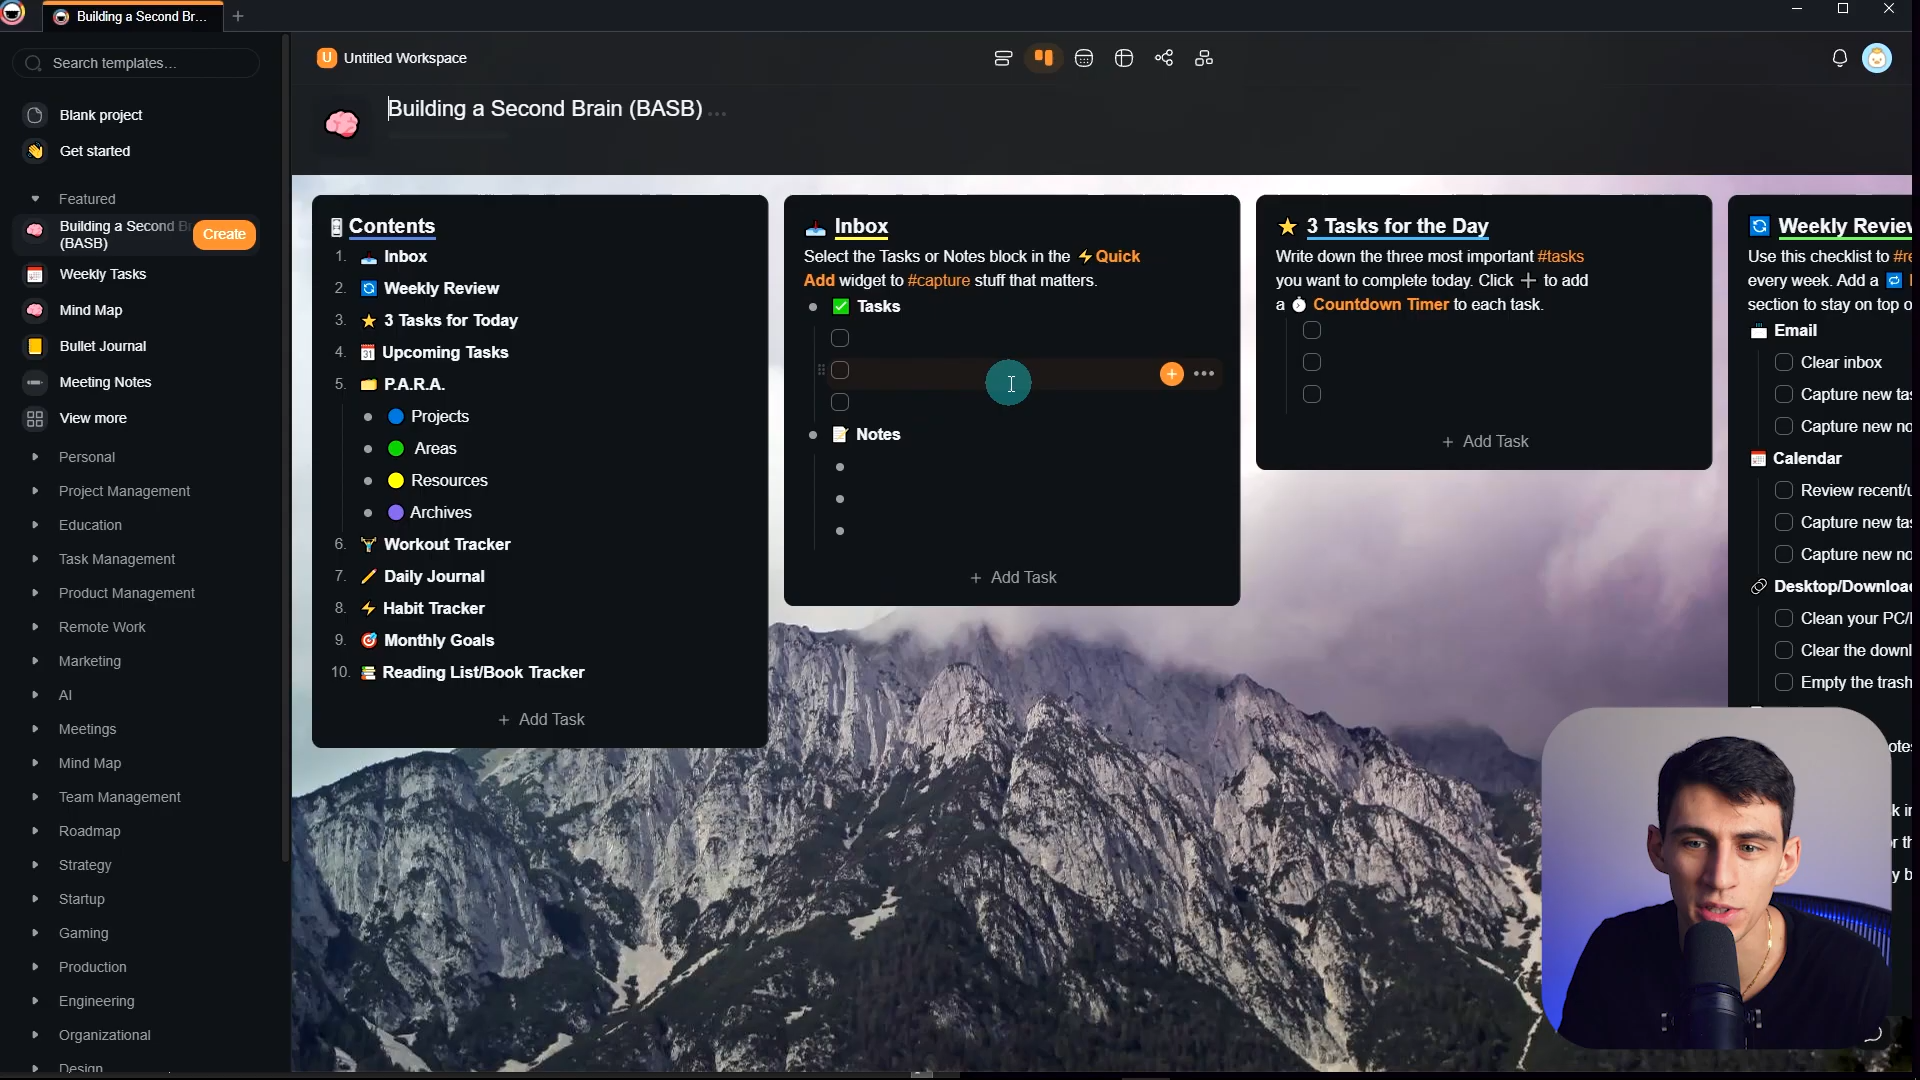 Building a Second Br...
Search templates...
U Untitled Workspace
Building a Second Brain (BASB) ...
Blank project
Get started
Featured
Building a Second B
(BASB)
Create
Weekly Tasks
Mind Map
Bullet Journal
Meeting Notes
View more
Personal
Project Management
Education
Task Management
Product Management
Remote Work
Marketing
AI
Meetings
Mind Map
Team Management
Roadmap
Strategy
Startup
Gaming
Production
Engineering
Organizational
Design
Contents
1. Inbox
2. Weekly Review
3. 3 Tasks for Today
4. Upcoming Tasks
5. P.A.R.A.
Projects
Areas
Resources
Archives
6. Workout Tracker
7. Daily Journal
8. Habit Tracker
9. Monthly Goals
10. Reading List/Book Tracker
+ Add Task
Inbox
Select the Tasks or Notes block in the ⚡Quick
Add widget to #capture stuff that matters.
Tasks
Notes
+ Add Task
3 Tasks for the Day
Write down the three most important #tasks
you want to complete today. Click + to add
a Countdown Timer to each task.
+ Add Task
Weekly Review
Use this checklist to #re
every week. Add a
section to stay on top o
Email
Clear inbox
Capture new tas
Capture new no
Calendar
Review recent/u
Capture new tas
Capture new no
Desktop/Download
Clean your PC/
Clear the downl
Empty the trash